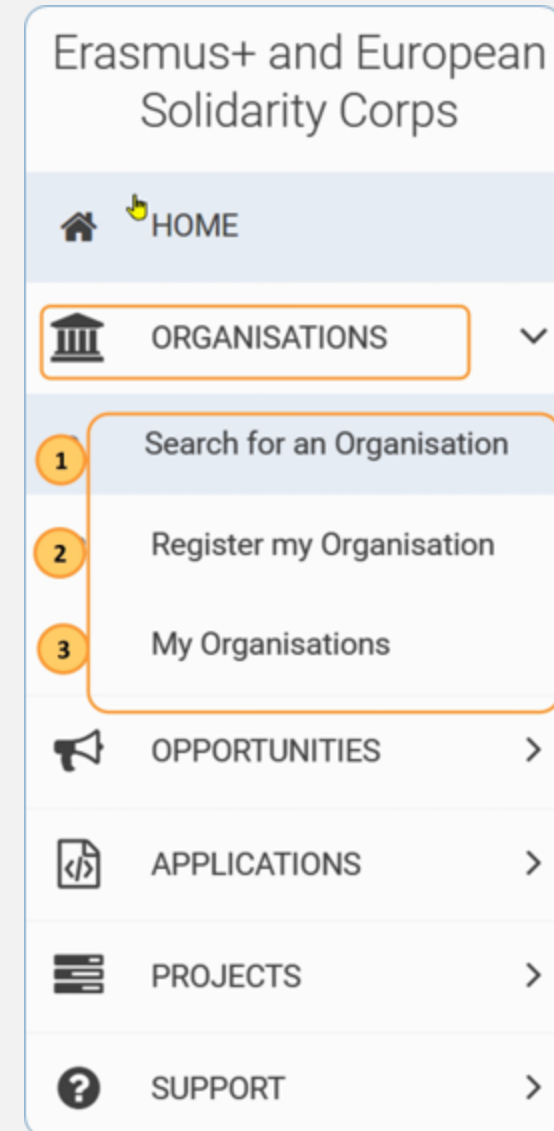 Erasmus+ and European
Solidarity Corps
HOME
ORGANISATIONS
1 Search for an Organisation
2 Register my Organisation
3 My Organisations
OPPORTUNITIES
APPLICATIONS
PROJECTS
SUPPORT